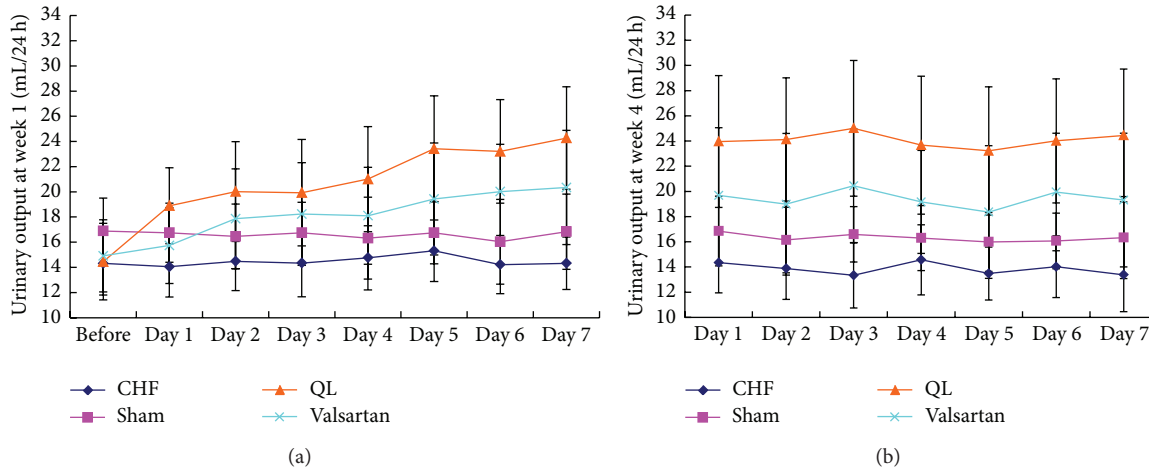 Urinary output at week 1 (mL/24 h)
34
32
30
28
26
24
22
20
18
16
14
12
10
Before Day 1 Day 2 Day 3 Day 4 Day 5 Day 6 Day 7
CHF QL
Sham Valsartan
(a)
Urinary output at week 4 (mL/24 h)
34
32
30
28
26
24
22
20
18
16
14
12
10
Day 1 Day 2 Day 3 Day 4 Day 5 Day 6 Day 7
CHF QL
Sham Valsartan
(b)